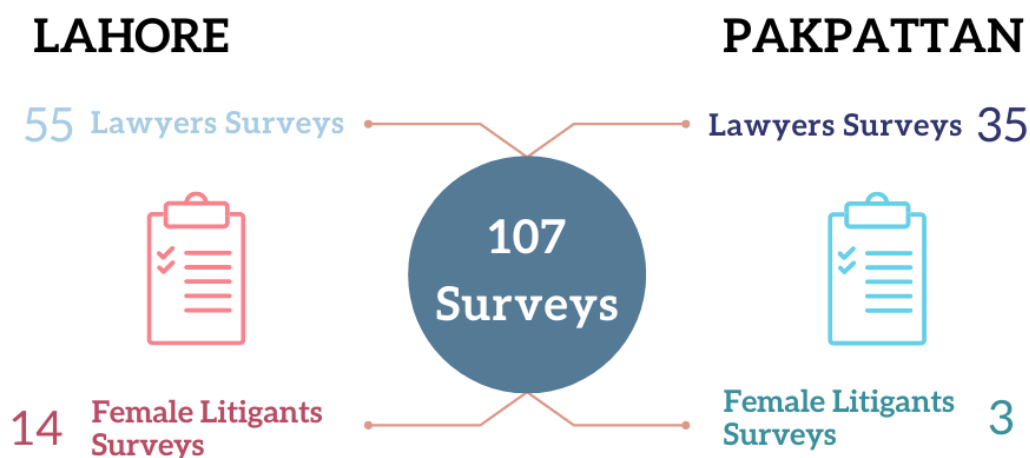 LAHORE
PAKPATTAN
55 Lawyers Surveys
Lawyers Surveys 35
107
Surveys
14 Female Litigants
Surveys
Female Litigants
Surveys 3